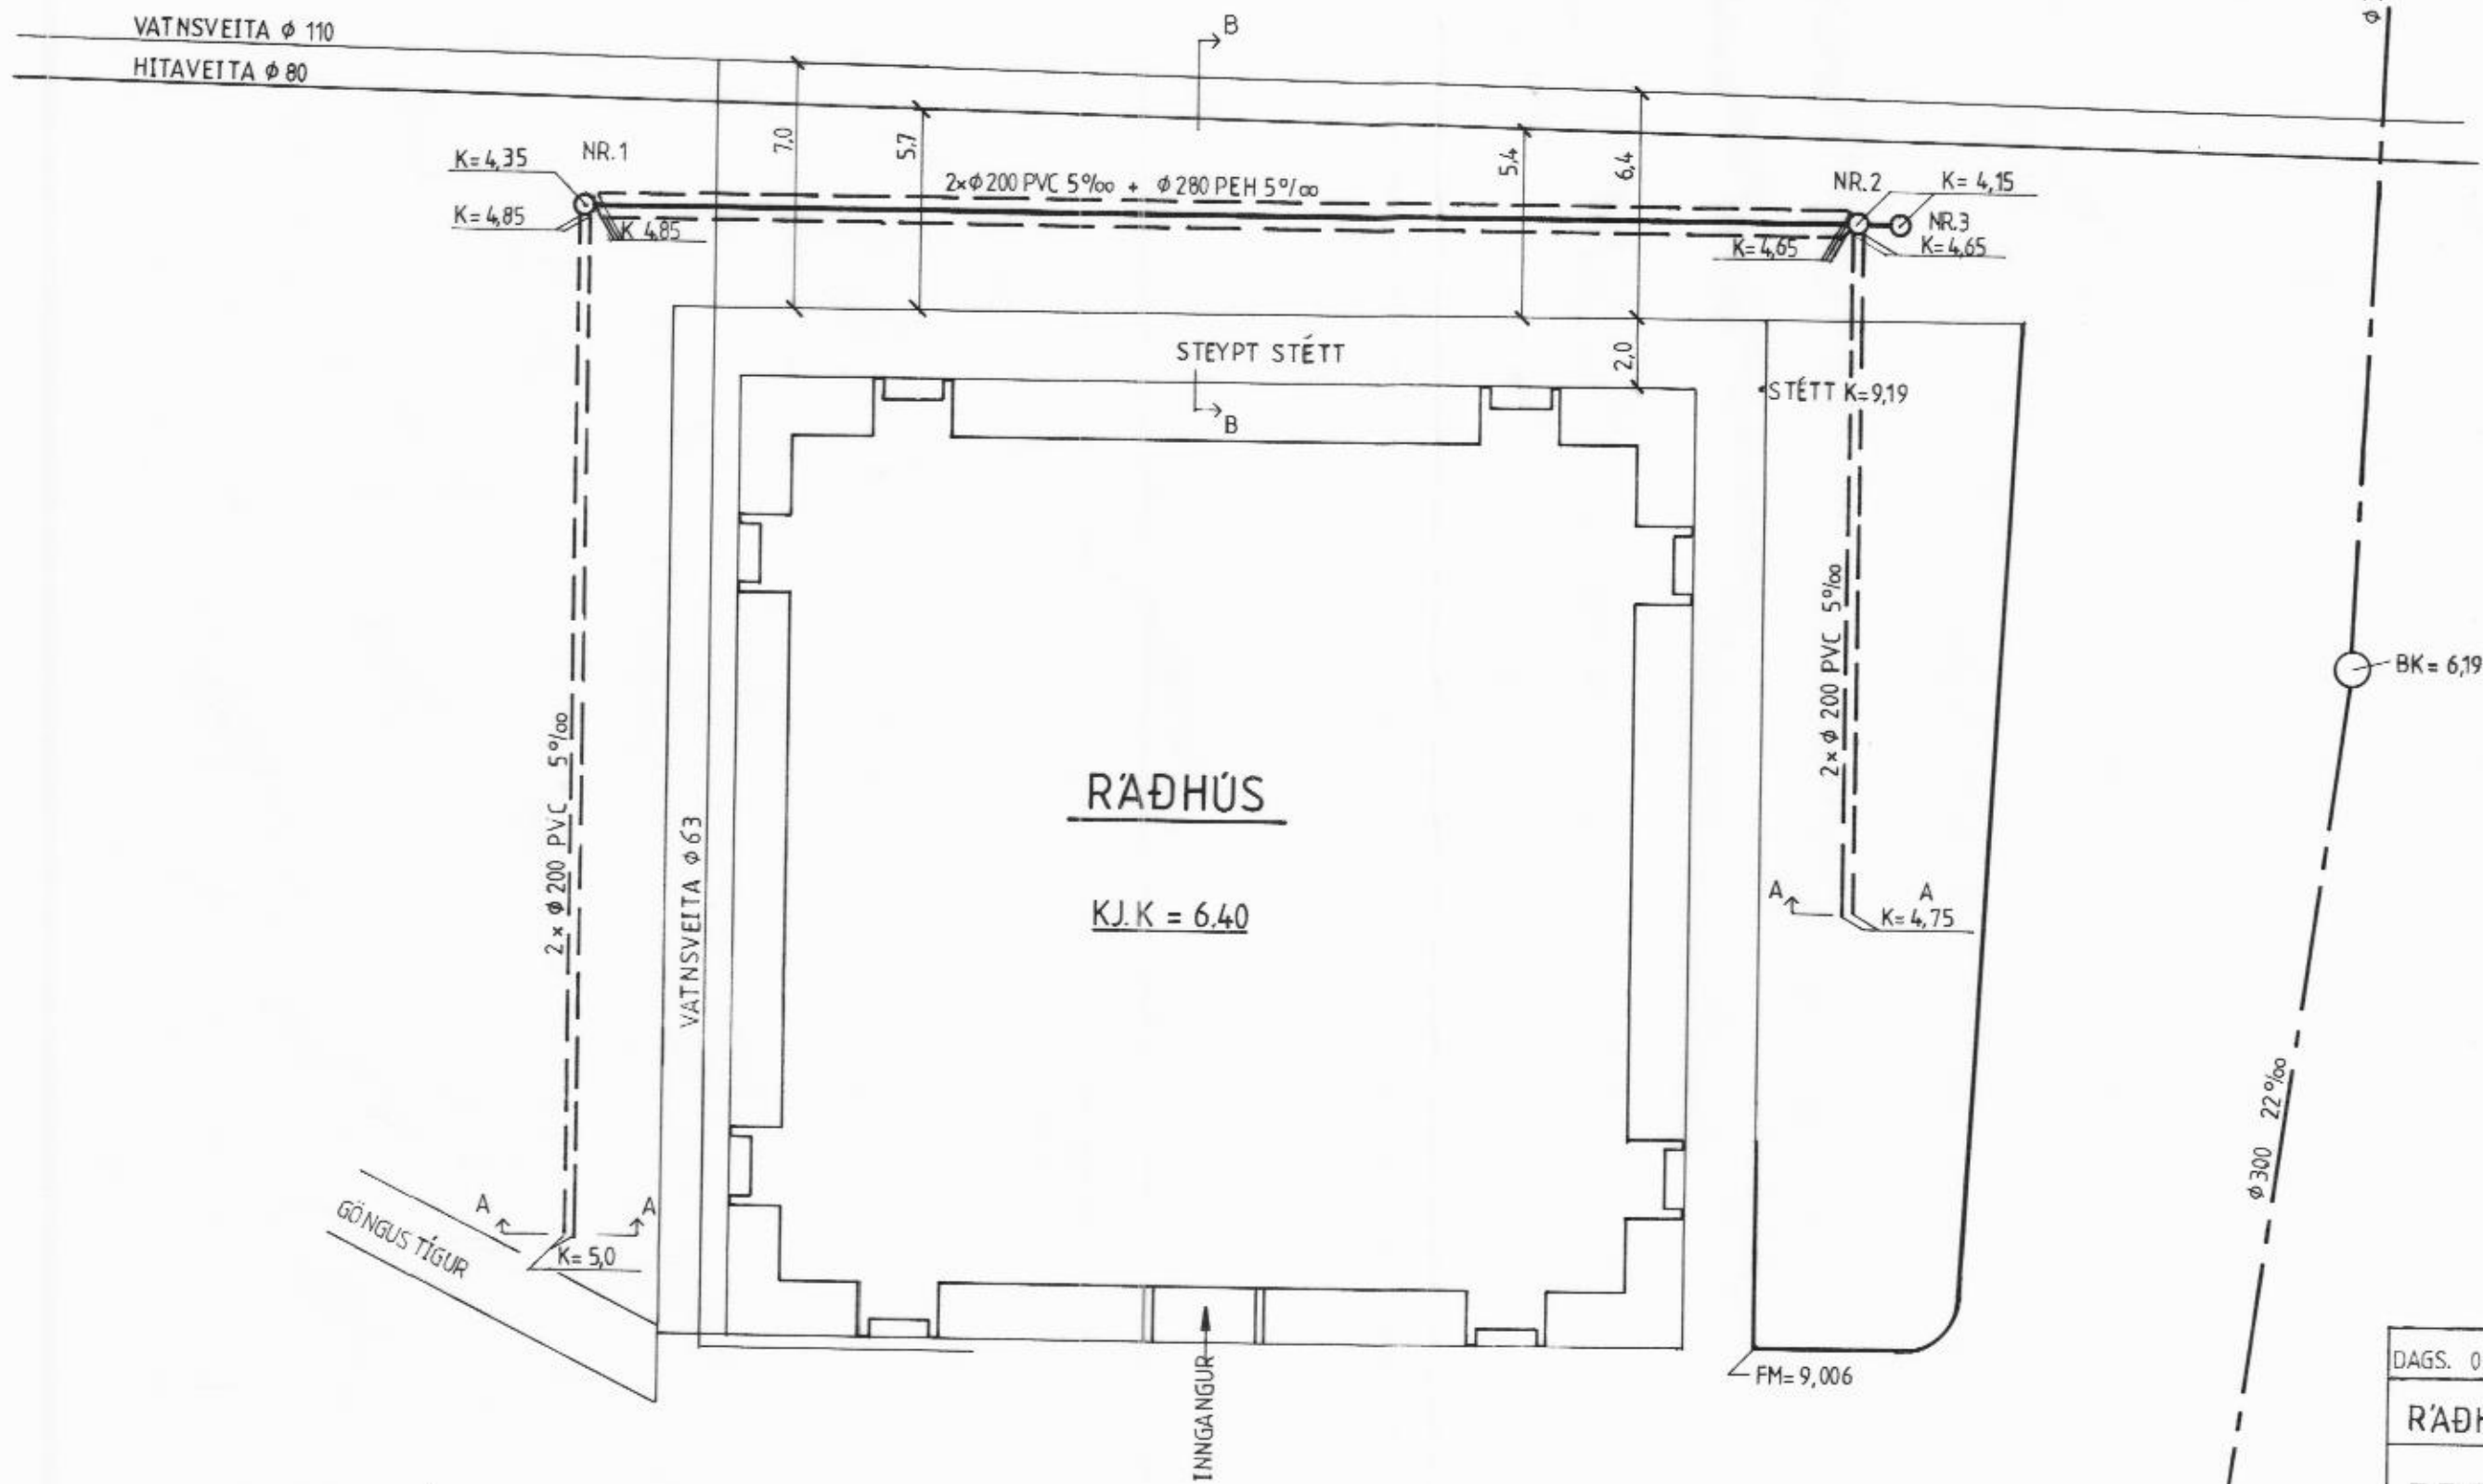 VATNSVEITA ϕ 110
HITAVEITA ϕ 80
B
7,0
5,7
5,4
6,4
K= 4,35
NR.1
K= 4,85
K 4,85
2×ϕ 200 PVC 5‰ + ϕ 280 PEH 5‰
NR.2
K= 4,15
NR.3
K= 4,65
K= 4,65
STEYPT STÉTT
2,0
STÉTT K=9,19
B
2× ϕ 200 PVC 5‰
2× ϕ 200 PVC 5‰
BK= 6,19
RÁÐHÚS
KJ.K = 6.40
VATNSVEITA ϕ 63
A
A
K= 4,75
ϕ 300 22‰
A
A
K= 5,0
GÖNGUSTÍGUR
INNGANGUR
FM= 9,006
DAGS. 0
RÁÐH